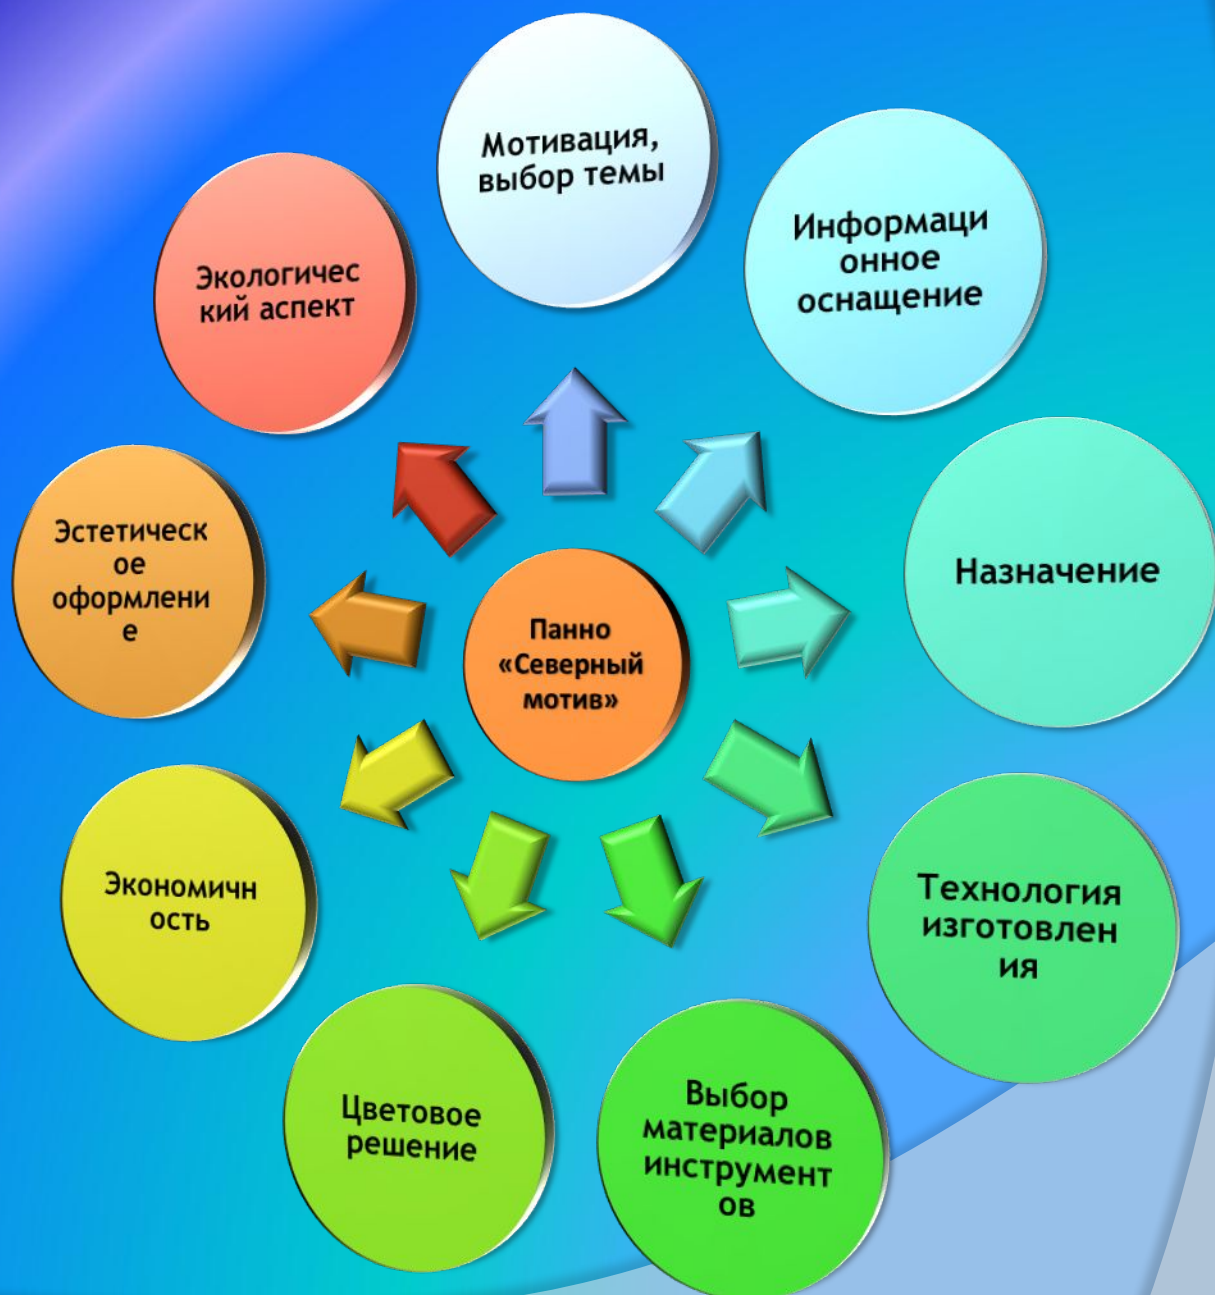 Мотивация,
выбор темы
Информаци
онное
оснащение
Назначение
Технология
изготовлен
ия
Выбор
материалов
инструмент
ов
Цветовое
решение
Экономичн
ость
Эстетическ
ое
оформлени
е
Экологичес
кий аспект
Панно
«Северный
мотив»